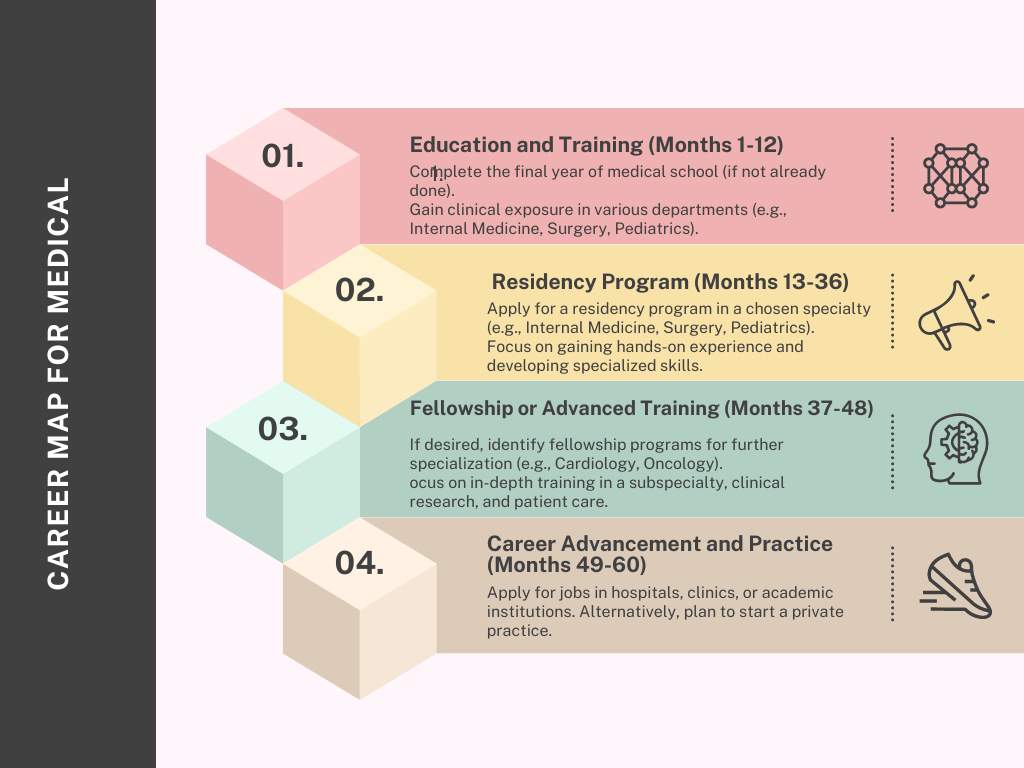 CAREER MAP FOR MEDICAL
01.
Education and Training (Months 1-12)
1.
Complete the final year of medical school (if not already
done).
Gain clinical exposure in various departments (e.g.,
Internal Medicine, Surgery, Pediatrics).
02.
Residency Program (Months 13-36)
Apply for a residency program in a chosen specialty
(e.g., Internal Medicine, Surgery, Pediatrics).
Focus on gaining hands-on experience and
developing specialized skills.
03.
Fellowship or Advanced Training (Months 37-48)
If desired, identify fellowship programs for further
specialization (e.g., Cardiology, Oncology).
ocus on in-depth training in a subspecialty, clinical
research, and patient care.
04.
Career Advancement and Practice
(Months 49-60)
Apply for jobs in hospitals, clinics, or academic
institutions. Alternatively, plan to start a private
practice.